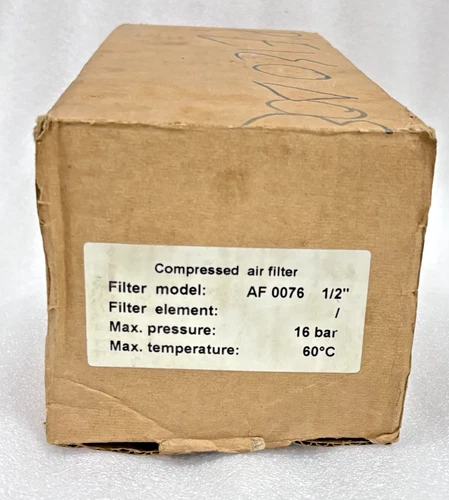 Compressed air filter
Filter model: AF 0076 1/2"
Filter element: /
Max. pressure: 16 bar
Max. temperature: 60°C